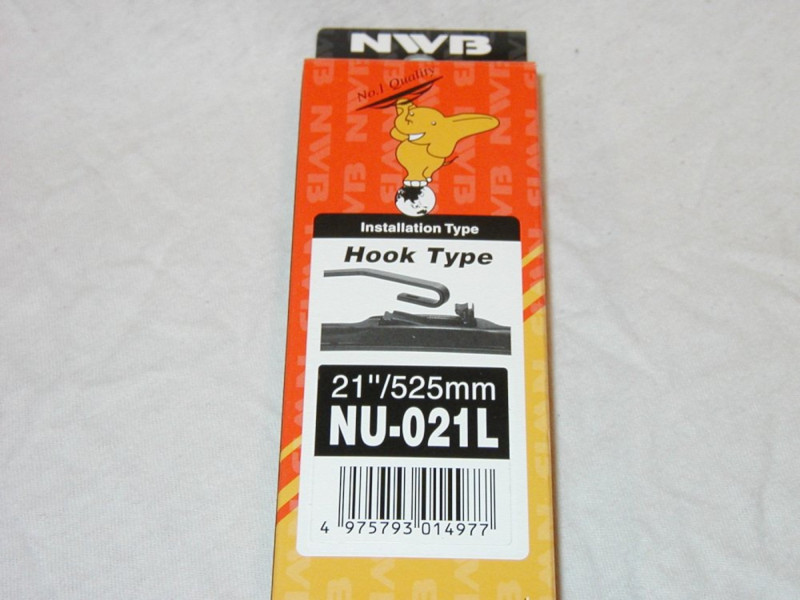 NWB
No.1 Quality
Installation Type
Hook Type
21"/525mm
NU-021L
4 975793 014977